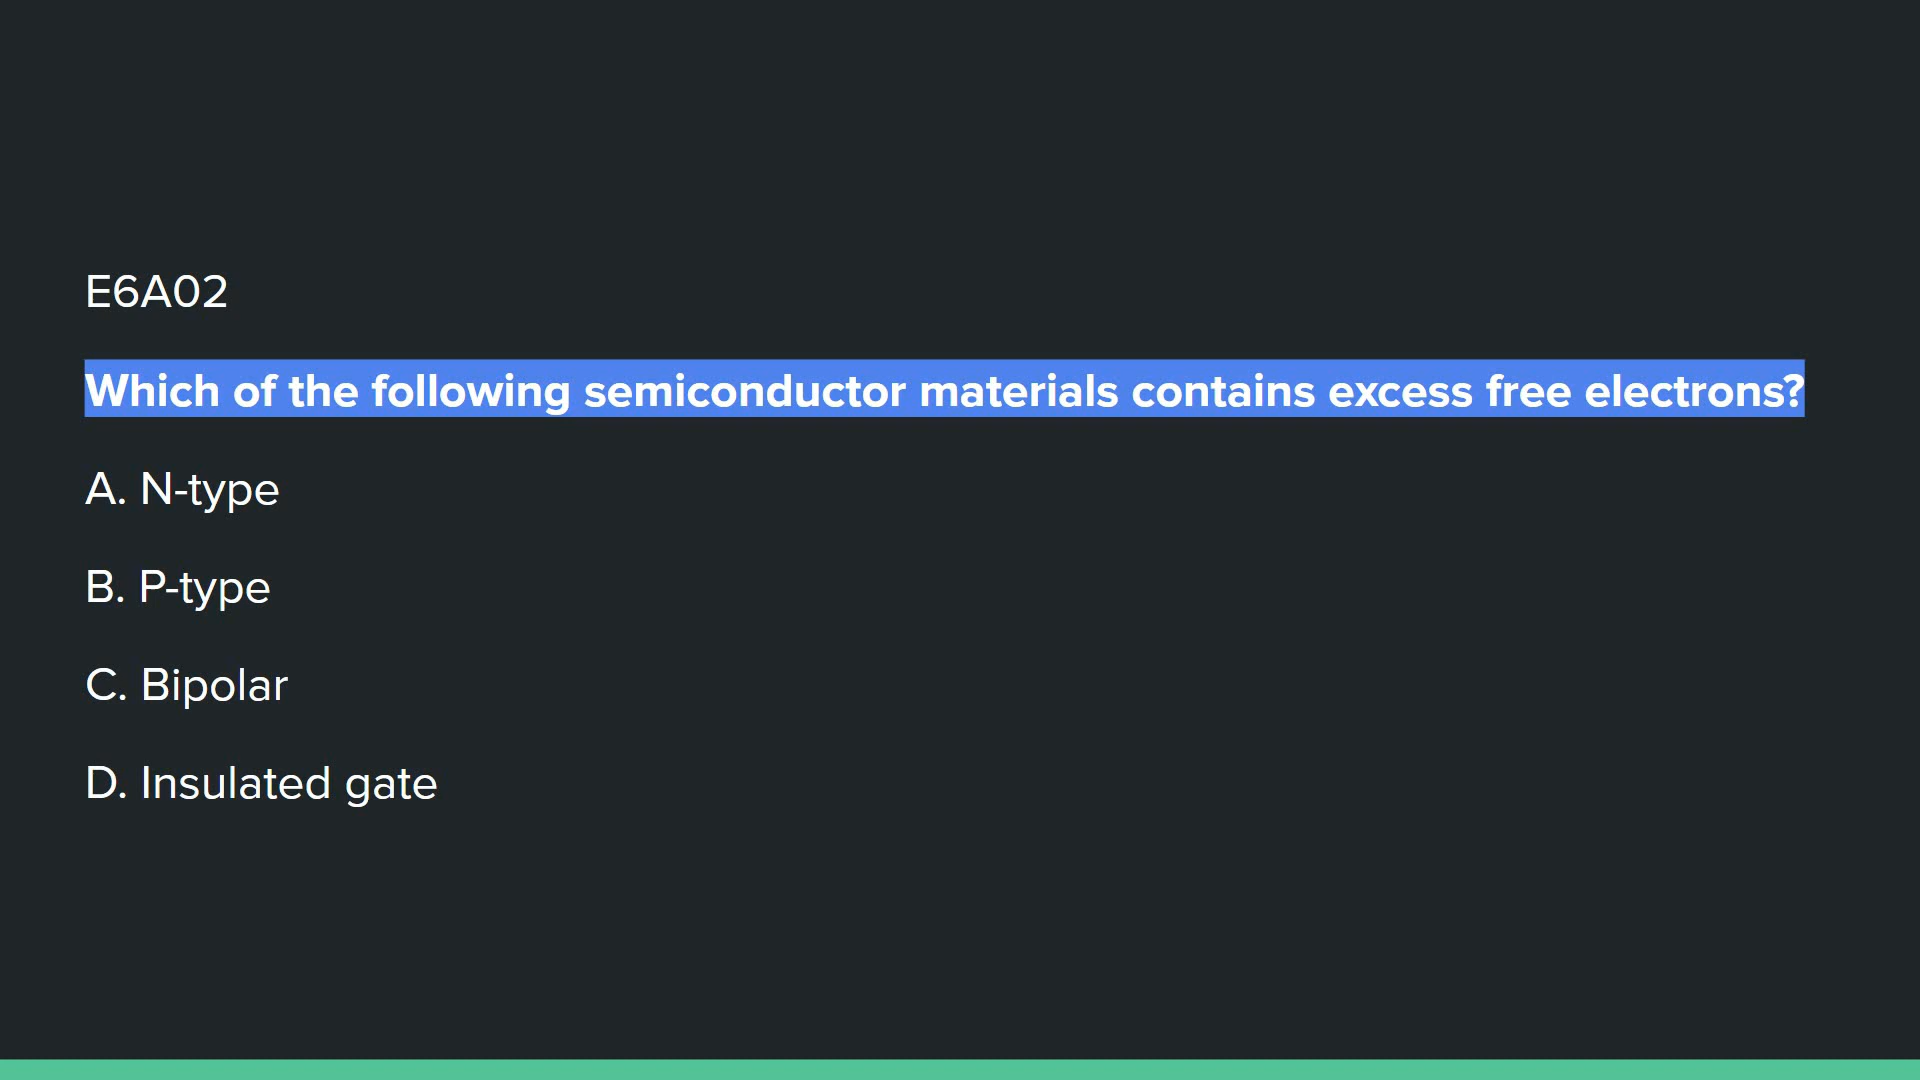 E6A02
Which of the following semiconductor materials contains excess free electrons?
A. N-type
B. P-type
C. Bipolar
D. Insulated gate